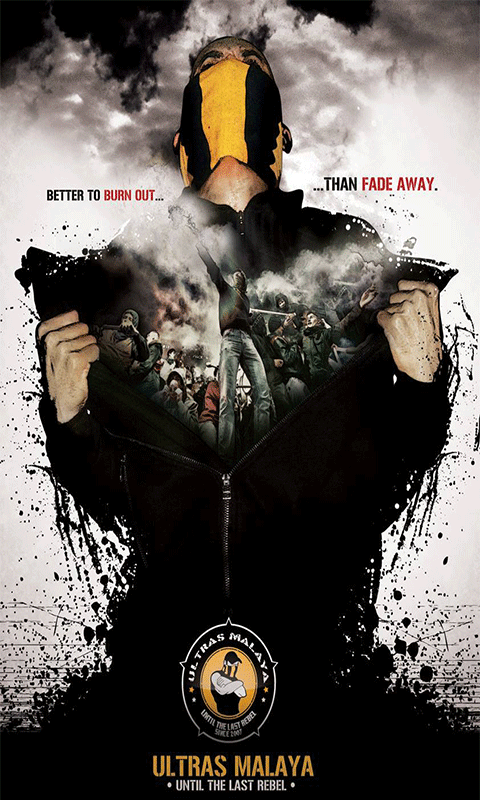 BETTER TO BURN OUT...
...THAN FADE AWAY.
ULTRAS MALAYA
UNTIL THE LAST REBEL
SINCE 2007
ULTRAS MALAYA
• UNTIL THE LAST REBEL •